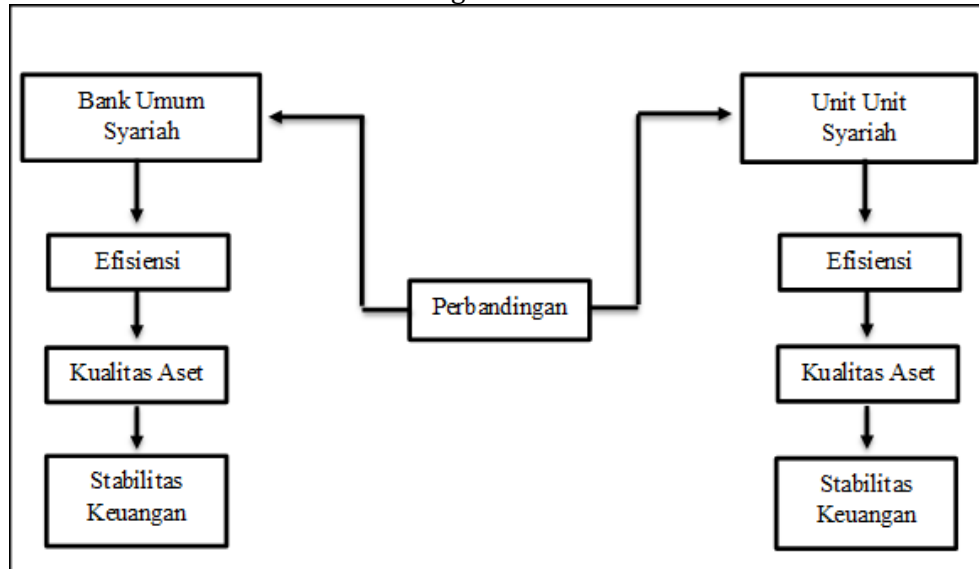 Bank Umum
Syariah
Efisiensi
Kualitas Aset
Stabilitas
Keuangan
Perbandingan
Unit Unit
Syariah
Efisiensi
Kualitas Aset
Stabilitas
Keuangan